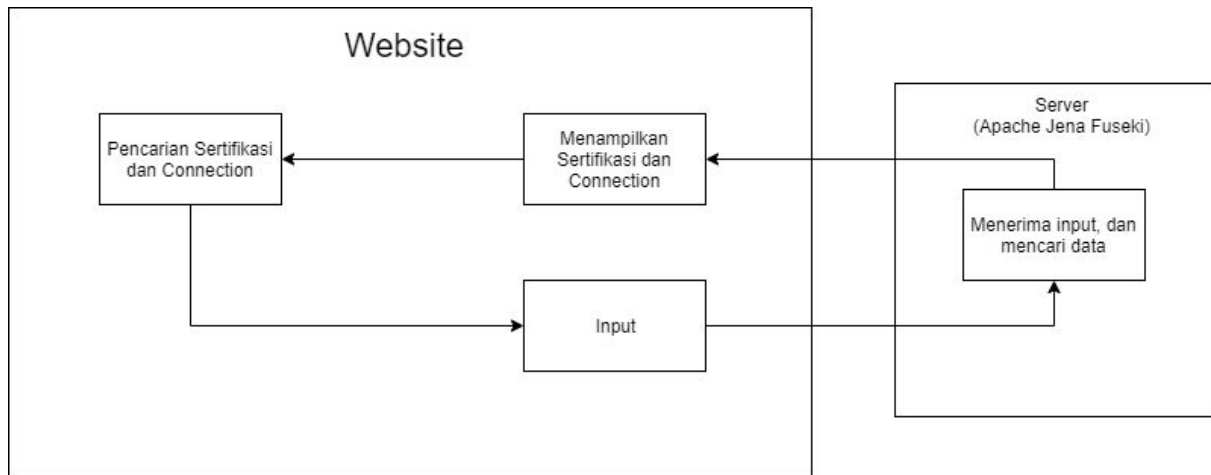 Website
Server
(Apache Jena Fuseki)
Pencarian Sertifikasi
dan Connection
Menampilkan
Sertifikasi dan
Connection
Menerima input, dan
mencari data
Input